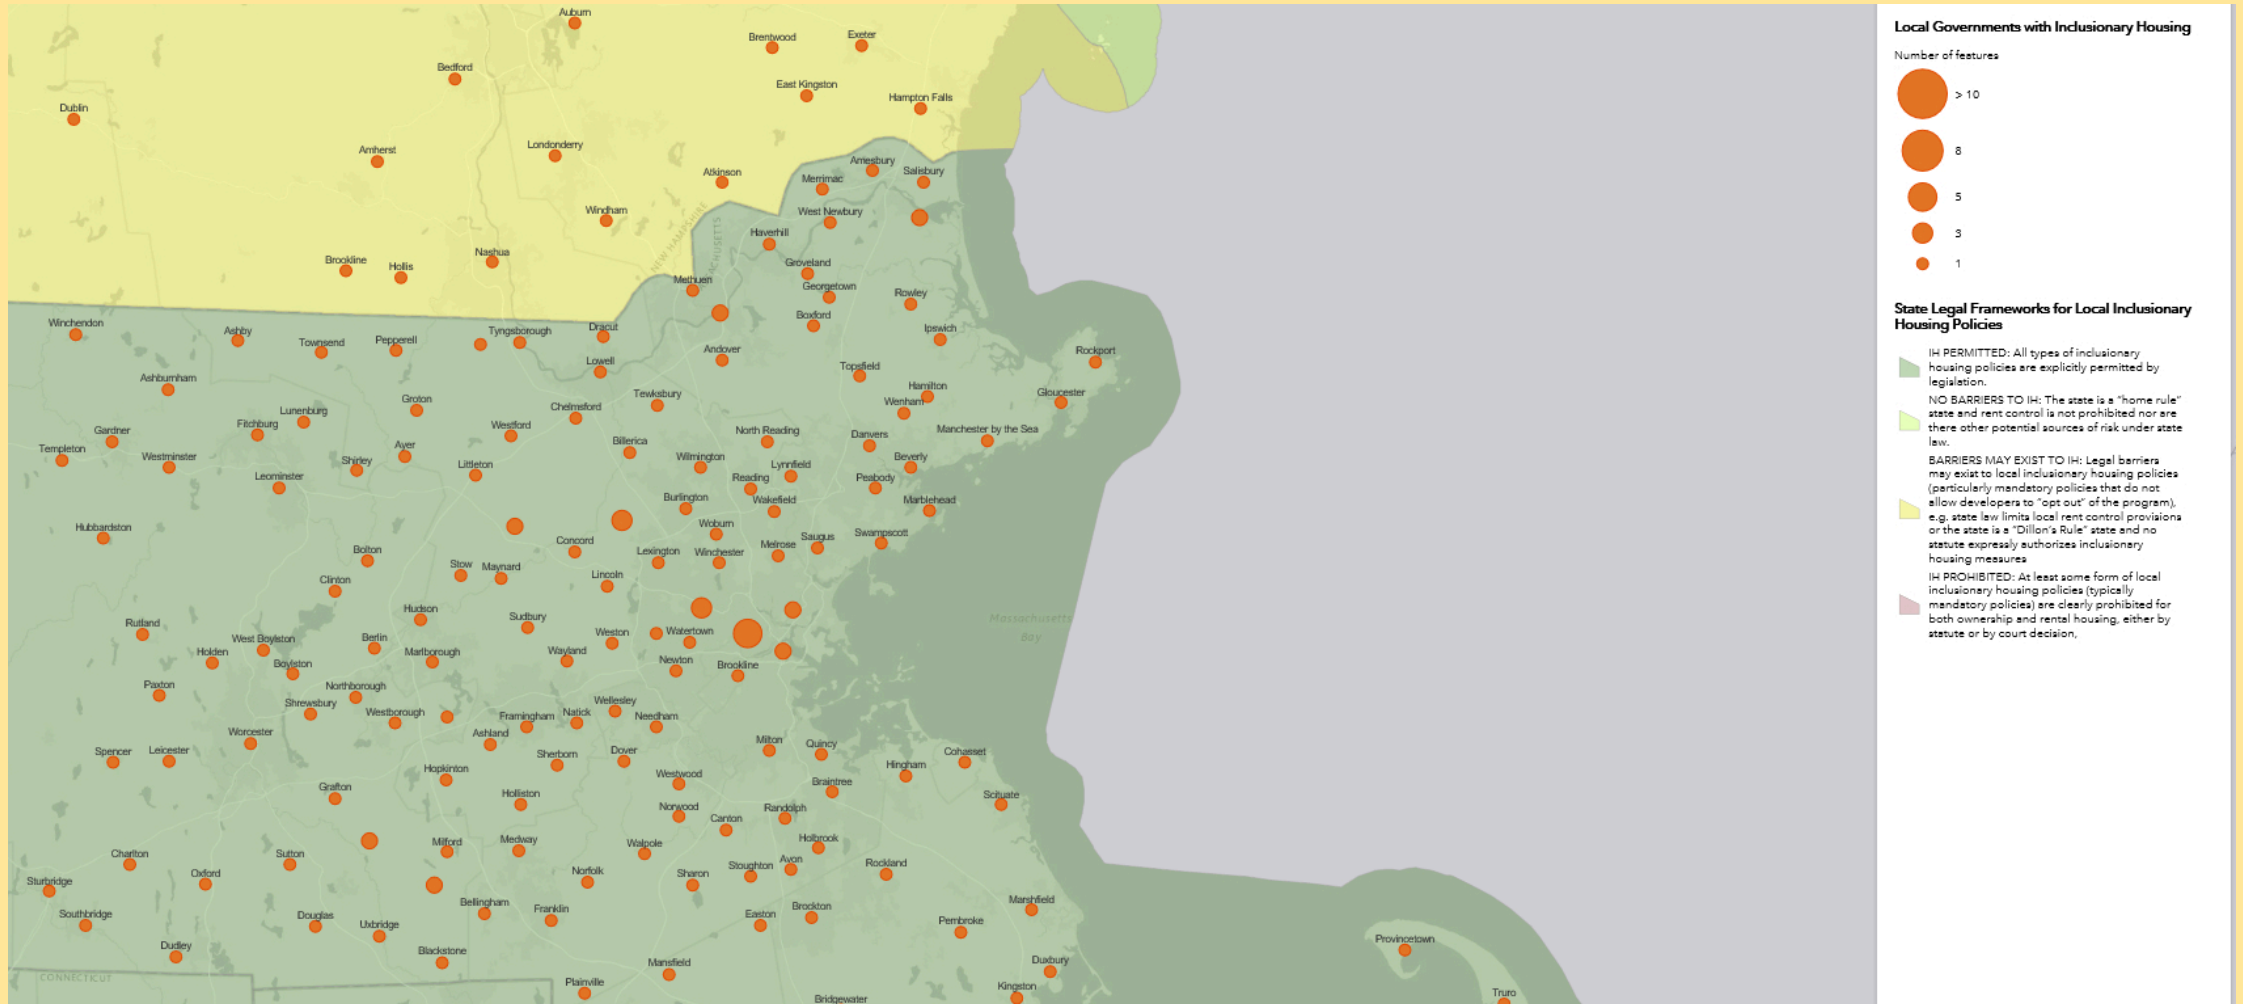 Auburn
Brentwood
Exeter
Bedford
East Kingston
Hampton Falls
Dublin
Amherst
Londonderry
Atkinson
Amesbury
Merrimac
Salisbury
West Newbury
Windham
Haverhill
NEW HAMPSHIRE
ACHUSETTS
Nashua
Brookline
Hollis
Groveland
Methuen
Georgetown
Rowley
Winchendon
Ashby
Townsend
Pepperell
Tyngsborough
Dracut
Boxford
Ipswich
Lowell
Andover
Rockport
Topsfield
Ashburnham
Hamilton
Gloucester
Groton
Tewksbury
Wenham
Lunenburg
Chelmsford
Fitchburg
Westford
Gardner
North Reading
Danvers
Manchester by the Sea
Templeton
Westminster
Ayer
Billerica
Shirley
Littleton
Wilmington
Lynnfield
Beverly
Leominster
Reading
Peabody
Burlington
Wakefield
Marblehead
Hubbardston
Woburn
Concord
Saugus
Swampscott
Bolton
Lexington
Winchester
Melrose
Stow
Maynard
Clinton
Lincoln
Hudson
Sudbury
Massachusetts
Bay
Rutland
West Boylston
Berlin
Weston
Watertown
Holden
Boylston
Marlborough
Wayland
Newton
Brookline
Paxton
Northborough
Shrewsbury
Westborough
Framingham
Natick
Wellesley
Needham
Worcester
Ashland
Spencer
Leicester
Sherborn
Dover
Milton
Quincy
Cohasset
Hopkinton
Westwood
Hingham
Grafton
Holliston
Braintree
Scituate
Norwood
Randolph
Canton
Milford
Medway
Walpole
Holbrook
Charlton
Sutton
Stoughton
Avon
Rockland
Sturbridge
Oxford
Norfolk
Sharon
Southbridge
Douglas
Uxbridge
Bellingham
Franklin
Easton
Brockton
Marshfield
Pembroke
Dudley
Blackstone
Provincetown
CONNECTICUT
Mansfield
Duxbury
Plainville
Kingston
Bridgewater
Truro
Local Governments with Inclusionary Housing
Number of features
> 10
8
5
3
1
State Legal Frameworks for Local Inclusionary
Housing Policies
IH PERMITTED: All types of inclusionary
housing policies are explicitly permitted by
legislation.
NO BARRIERS TO IH: The state is a "home rule"
state and rent control is not prohibited nor are
there other potential sources of risk under state
law.
BARRIERS MAY EXIST TO IH: Legal barriers
may exist to local inclusionary housing policies
(particularly mandatory policies that do not
allow developers to "opt out" of the program),
e.g. state law limits local rent control provisions
or the state is a "Dillon's Rule" state and no
statute expressly authorizes inclusionary
housing measures
IH PROHIBITED: At least some form of local
inclusionary housing policies (typically
mandatory policies) are clearly prohibited for
both ownership and rental housing, either by
statute or by court decision,